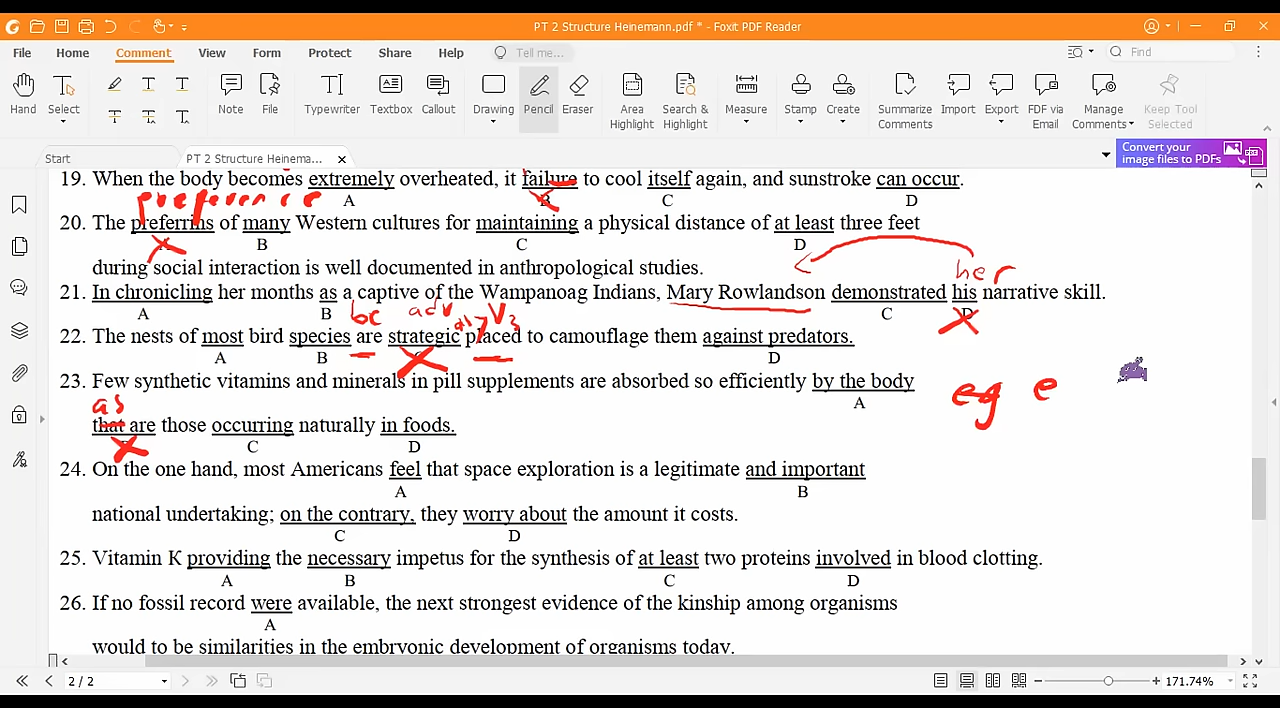 PT 2 Structure Heinemann.pdf * - Foxit PDF Reader
File Home Comment View Form Protect Share Help Tell me... Find
Hand Select Note File Typewriter Textbox Callout Drawing Pencil Eraser Area Highlight Search & Highlight Measure Stamp Create Summarize Comments Import Export FDF via Email Manage Comments Keep Tool Selected
Start PT 2 Structure Heinema... Convert your image files to PDFs
19. When the body becomes extremely overheated, it failure to cool itself again, and sunstroke can occur.
preference A B C D
20. The preferrins of many Western cultures for maintaining a physical distance of at least three feet
A B C D
during social interaction is well documented in anthropological studies.
her
21. In chronicling her months as a captive of the Wampanoag Indians, Mary Rowlandson demonstrated his narrative skill.
A B be adv V3 C D
22. The nests of most bird species are strategic placed to camouflage them against predators.
A B C D
23. Few synthetic vitamins and minerals in pill supplements are absorbed so efficiently by the body
as A eg e
that are those occurring naturally in foods.
C D
24. On the one hand, most Americans feel that space exploration is a legitimate and important
A B
national undertaking; on the contrary, they worry about the amount it costs.
C D
25. Vitamin K providing the necessary impetus for the synthesis of at least two proteins involved in blood clotting.
A B C D
26. If no fossil record were available, the next strongest evidence of the kinship among organisms
A
would to be similarities in the embryonic development of organisms today.
2 / 2 171.74%